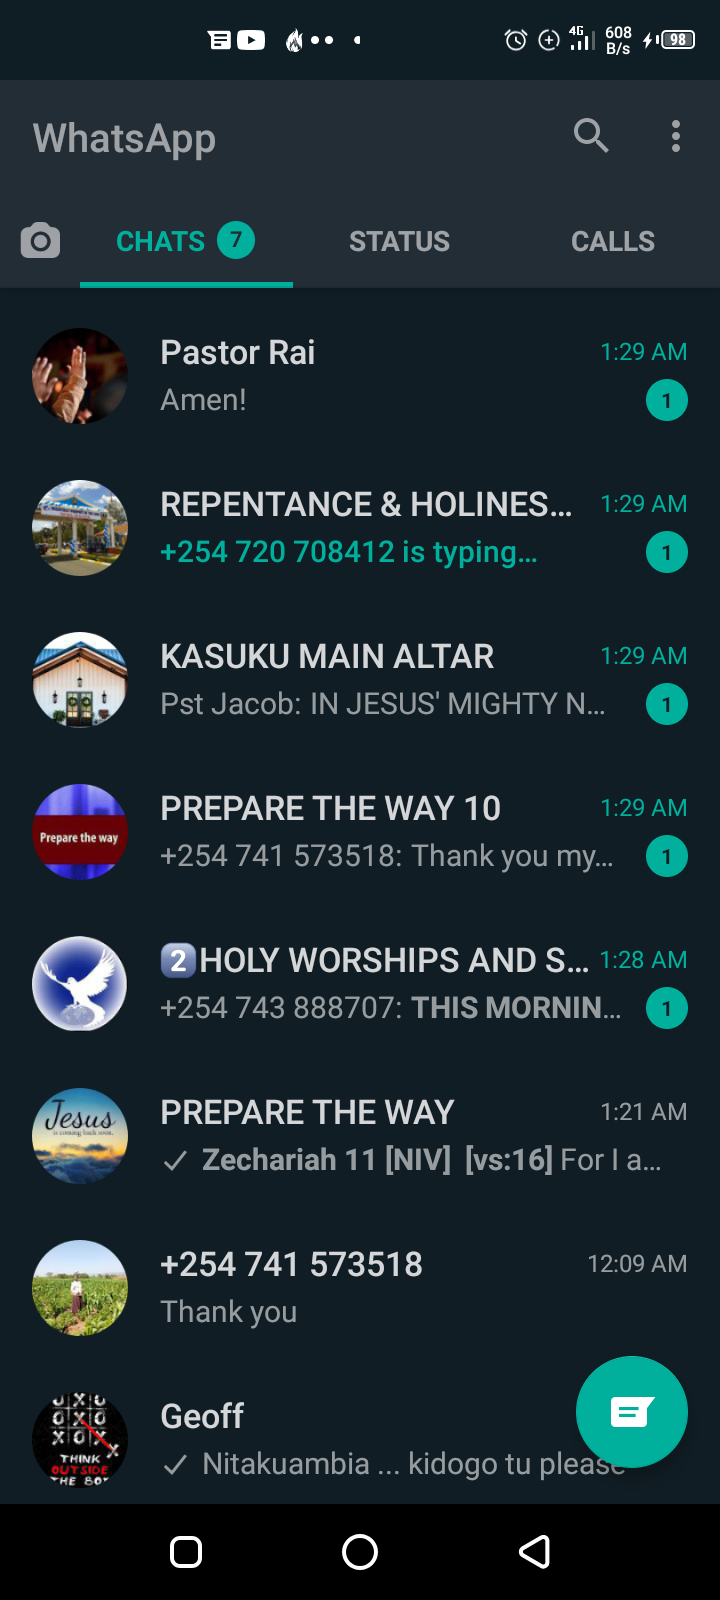 4G 608 B/s 98
WhatsApp
CHATS 7 STATUS CALLS
Pastor Rai 1:29 AM
Amen! 1
REPENTANCE & HOLINES... 1:29 AM
+254 720 708412 is typing... 1
KASUKU MAIN ALTAR 1:29 AM
Pst Jacob: IN JESUS' MIGHTY N... 1
Prepare the way
PREPARE THE WAY 10 1:29 AM
+254 741 573518: Thank you my... 1
2 HOLY WORSHIPS AND S... 1:28 AM
+254 743 888707: THIS MORNIN... 1
Jesus
is coming back soon.
PREPARE THE WAY 1:21 AM
Zechariah 11 [NIV] [vs:16] For I a...
+254 741 573518 12:09 AM
Thank you
X X O
O O X
X O X
THINK
OUTSIDE
THE BOX
Geoff
Nitakuambia ... kidogo tu please